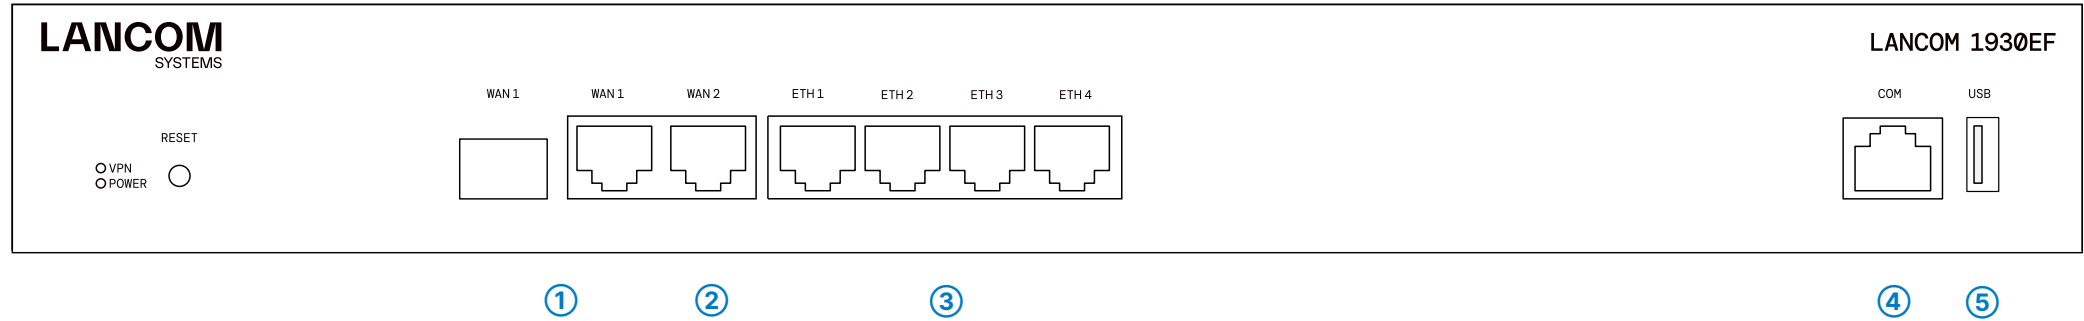 LANCOM
SYSTEMS
LANCOM 1930EF
WAN 1
WAN 1
WAN 2
ETH 1
ETH 2
ETH 3
ETH 4
COM
USB
RESET
VPN
POWER
1
2
3
4
5